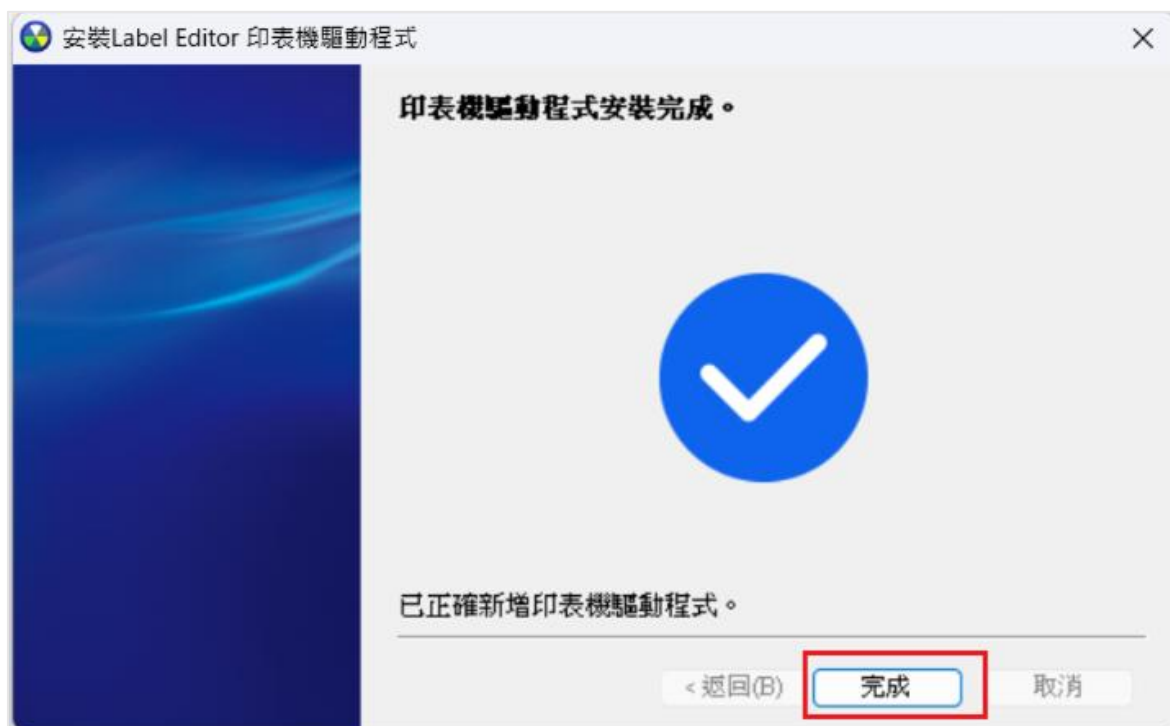 安裝Label Editor 印表機驅動程式
印表機驅動程式安裝完成。
已正確新增印表機驅動程式。
<返回(B) 完成 取消